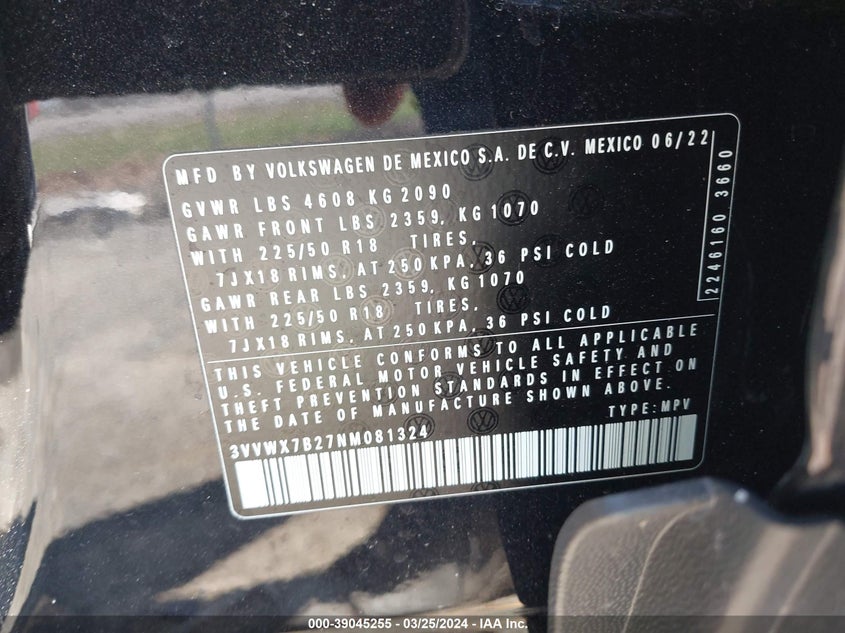 MFD BY VOLKSWAGEN DE MEXICO S.A. DE C.V. MEXICO 06/22
GVWR LBS 4608 KG 2090
GAWR FRONT LBS 2359, KG 1070
WITH 225/50 R18 TIRES,
7JX18 RIMS, AT 250 KPA, 36 PSI COLD
GAWR REAR LBS 2359, KG 1070
WITH 225/50 R18 TIRES,
7JX18 RIMS, AT 250 KPA, 36 PSI COLD
THIS VEHICLE CONFORMS TO ALL APPLICABLE
U.S. FEDERAL MOTOR VEHICLE SAFETY AND
THEFT PREVENTION STANDARDS IN EFFECT ON
THE DATE OF MANUFACTURE SHOWN ABOVE.
3VVWX7B27NM081324 TYPE: MPV
2246160 3660
000-39045255 - 03/25/2024 - IAA Inc.